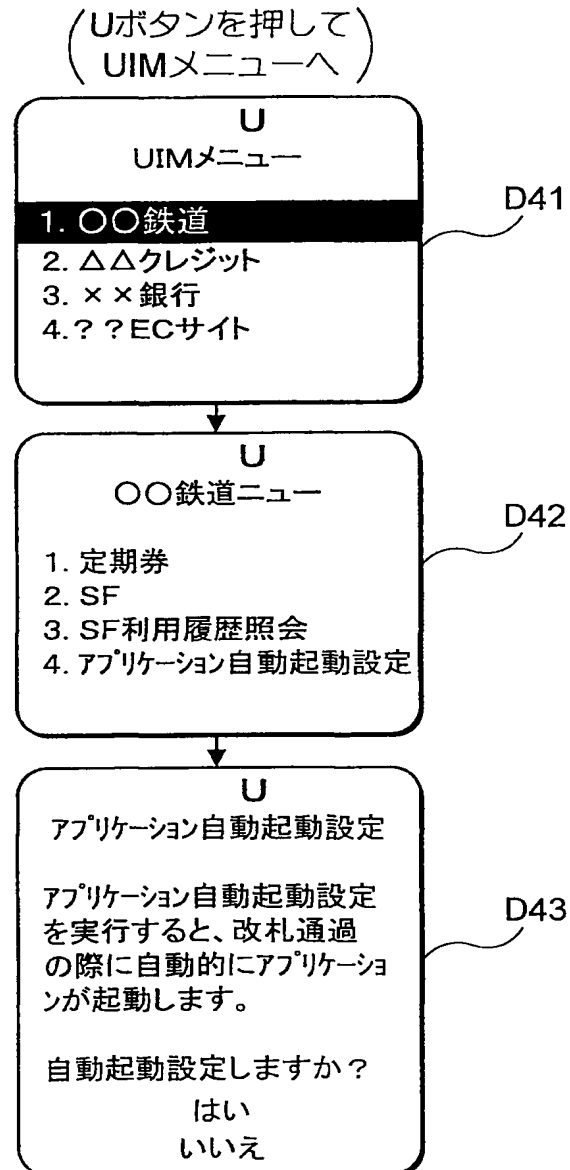 Uボタンを押して
UIMメニューへ
U
UIMメニュー
1. 〇〇鉄道
2. △△クレジット
3. ××銀行
4.??ECサイト
D41
U
〇〇鉄道ニュー
1. 定期券
2. SF
3. SF利用履歴照会
4. アプリケーション自動起動設定
D42
U
アプリケーション自動起動設定
アプリケーション自動起動設定
を実行すると、改札通過
の際に自動的にアプリケーショ
ンが起動します。
自動起動設定しますか?
はい
いいえ
D43